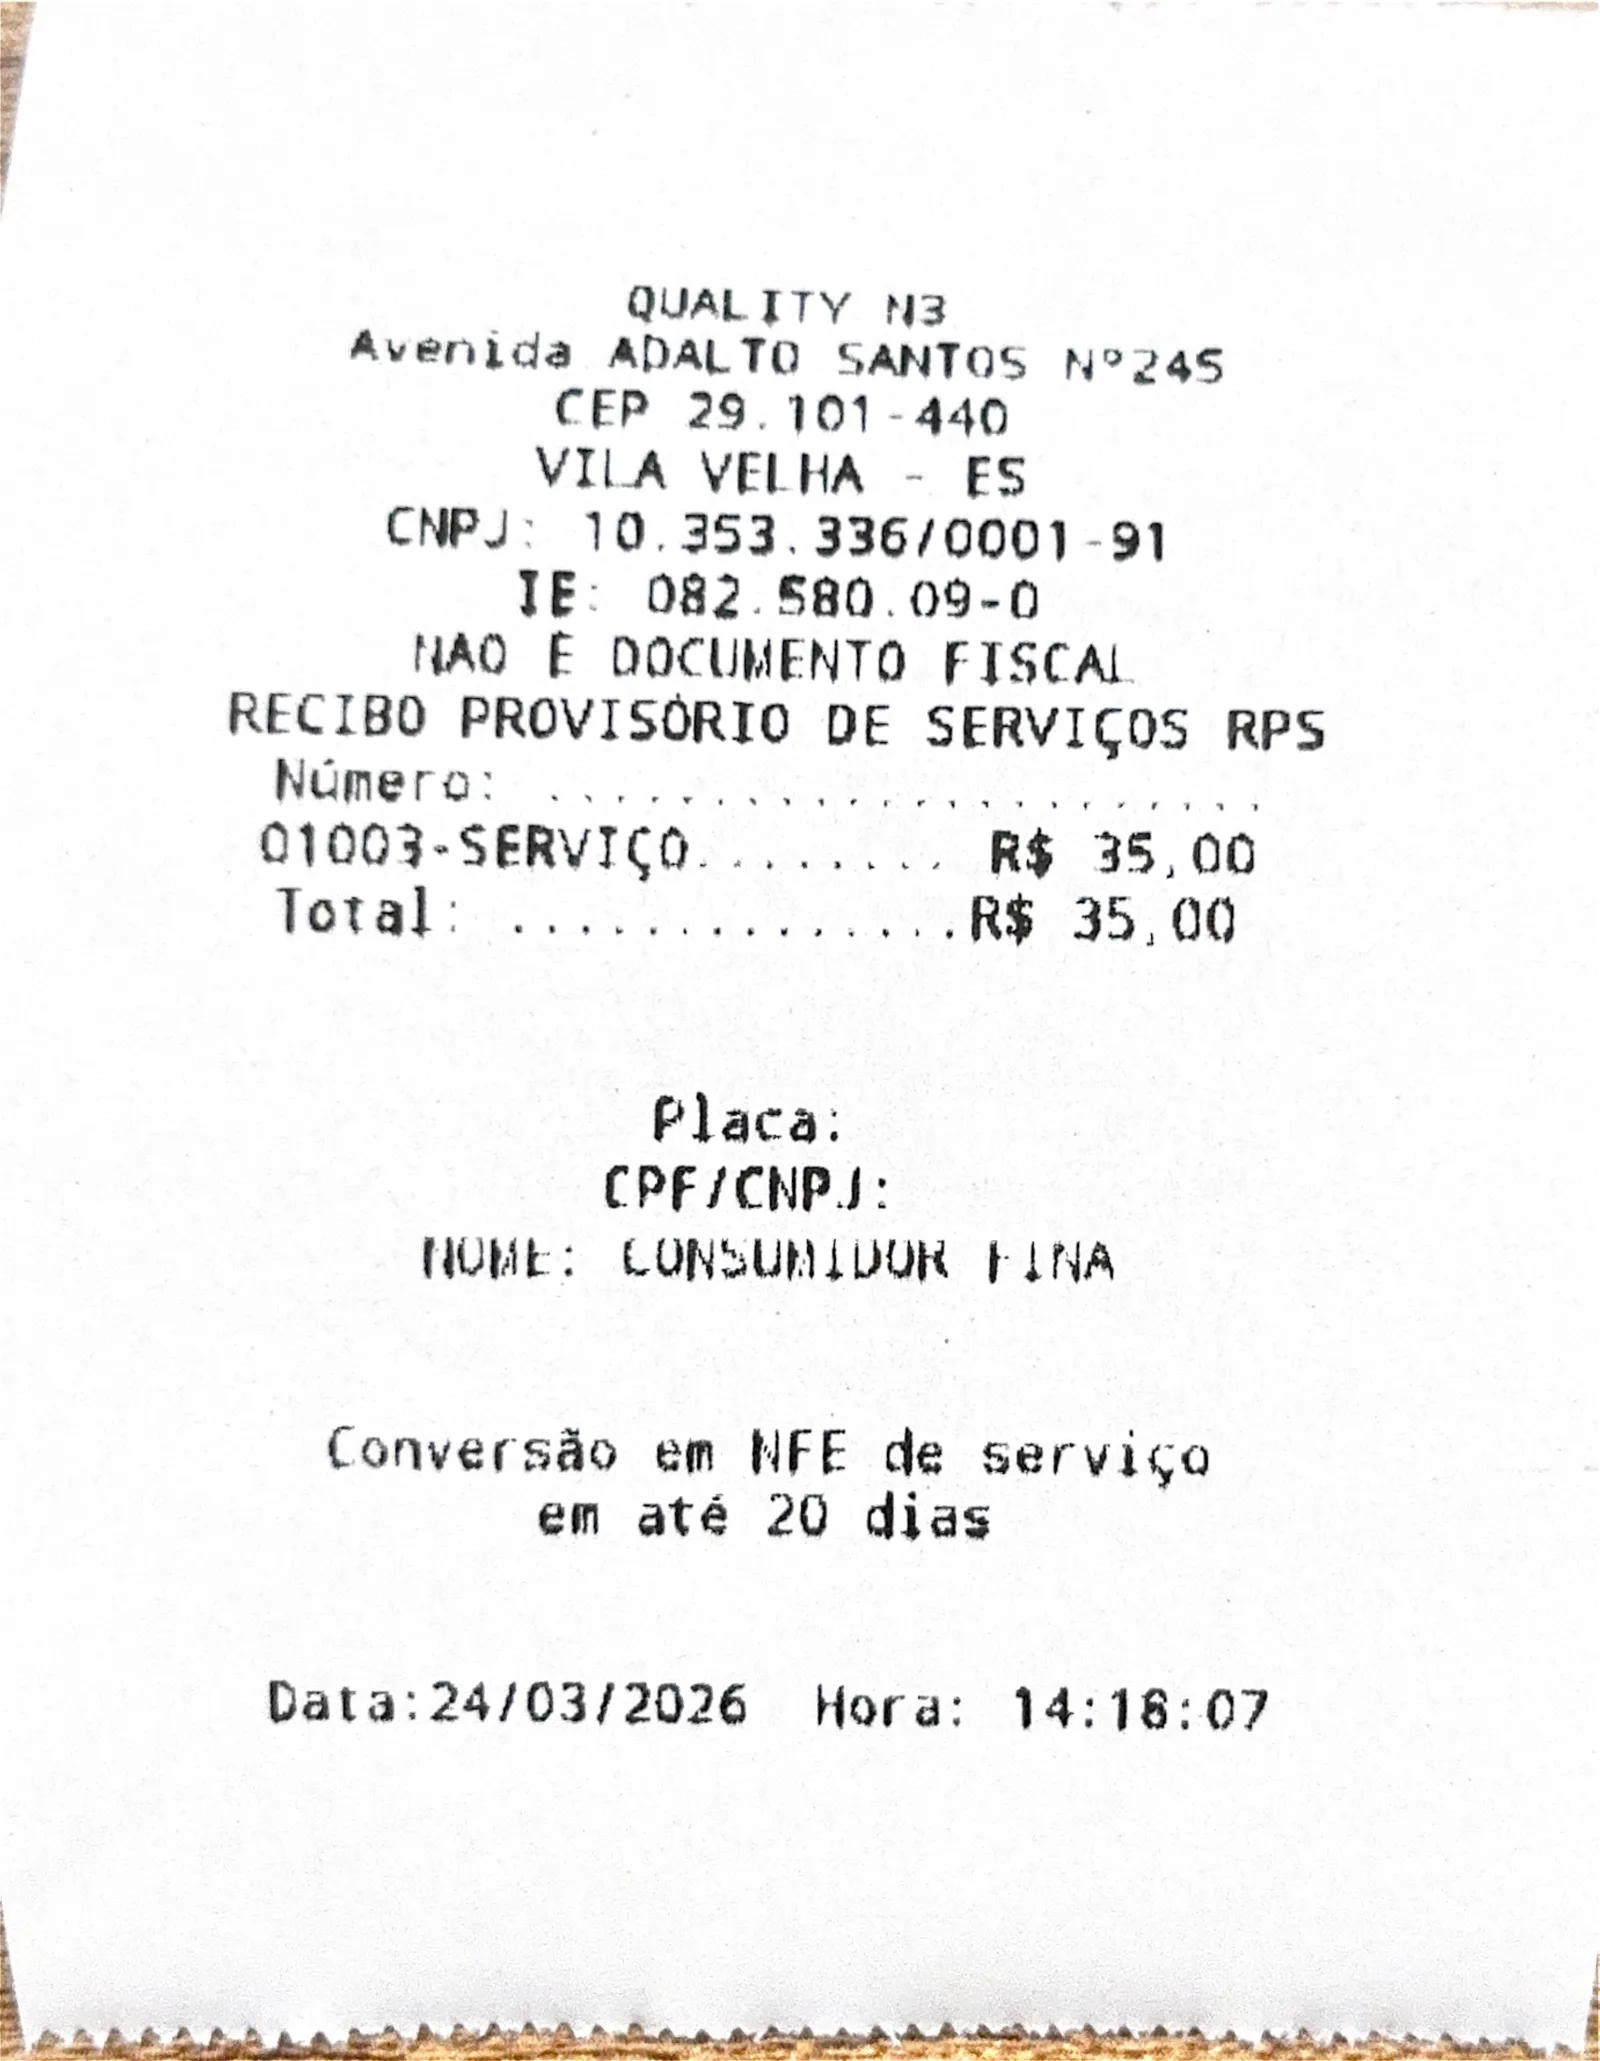 QUALITY N3
Avenida ADALTO SANTOS Nº245
CEP 29.101-440
VILA VELHA - ES
CNPJ: 10.353.336/0001-91
IE: 082.580.09-0
NAO É DOCUMENTO FISCAL
RECIBO PROVISÓRIO DE SERVIÇOS RPS
Número: ......................
01003-SERVIÇO........ R$ 35,00
Total: ..............R$ 35,00
Placa:
CPF/CNPJ:
NOME: CONSUMIDOR FINA
Conversão em NFE de serviço
em até 20 dias
Data:24/03/2026 Hora: 14:16:07